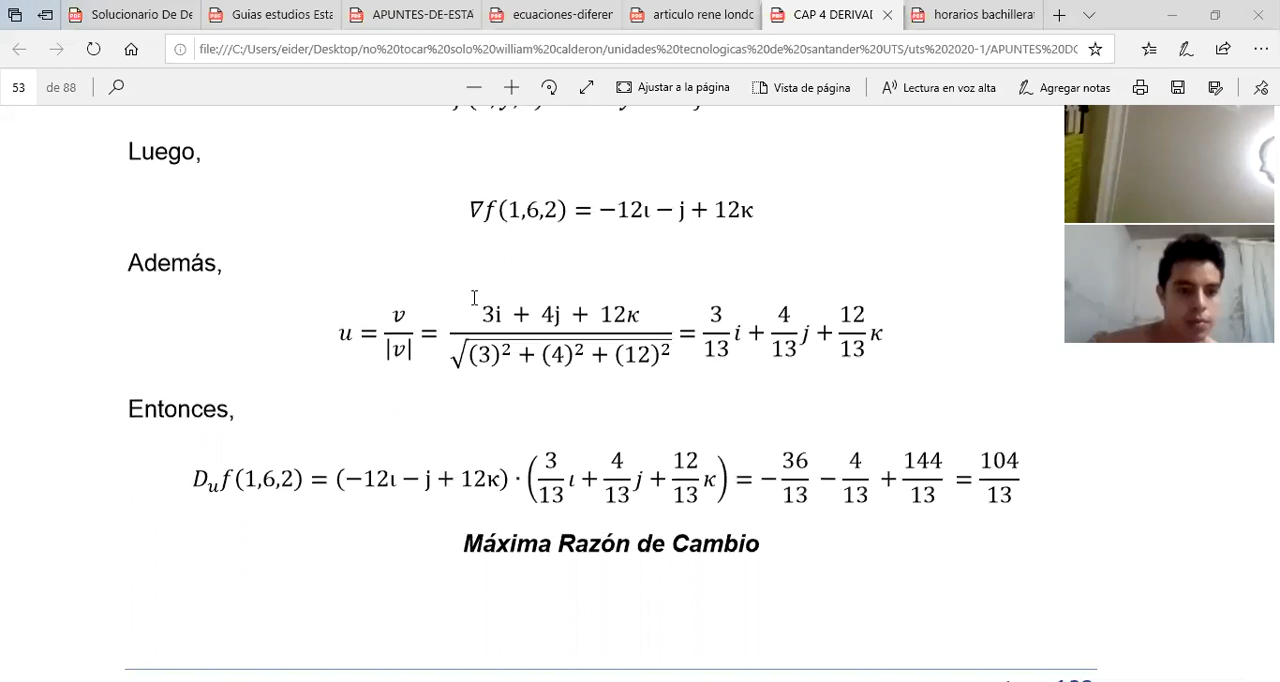 Solucionario De De
Guias estudios Esta
APUNTES-DE-ESTA
ecuaciones-diferen
articulo rene londo
CAP 4 DERIVAD
horarios bachillerat
file:///C:/Users/eider/Desktop/no%20tocar%20solo%20william%20calderon/unidades%20tecnologicas%20de%20santander%20UTS/uts%202020-1/APUNTES%20DO
53 de 88
Ajustar a la página
Vista de página
Lectura en voz alta
Agregar notas
Luego,
∇f(1,6,2) = −12ι − j + 12κ
Además,
u = v/|v| = (3i + 4j + 12κ)/√((3)² + (4)² + (12)²) = 3/13 i + 4/13 j + 12/13 κ
Entonces,
D_u f(1,6,2) = (−12ι − j + 12κ) · (3/13 ι + 4/13 j + 12/13 κ) = −36/13 − 4/13 + 144/13 = 104/13
Máxima Razón de Cambio